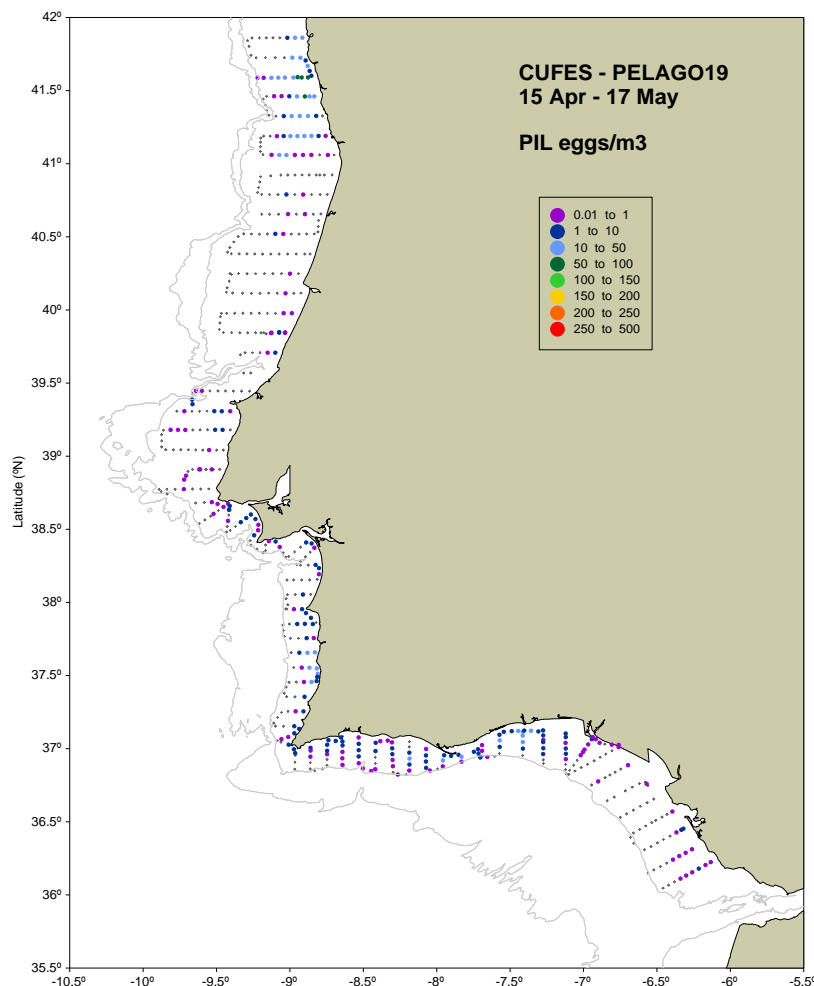 CUFES - PELAGO19
15 Apr - 17 May
PIL eggs/m3
0.01 to 1
1 to 10
10 to 50
50 to 100
100 to 150
150 to 200
200 to 250
250 to 500
Latitude (ºN)
42º
41.5º
41º
40.5º
40º
39.5º
39º
38.5º
38º
37.5º
37º
36.5º
36º
35.5º
-10.5º -10º -9.5º -9º -8.5º -8º -7.5º -7º -6.5º -6º -5.5º